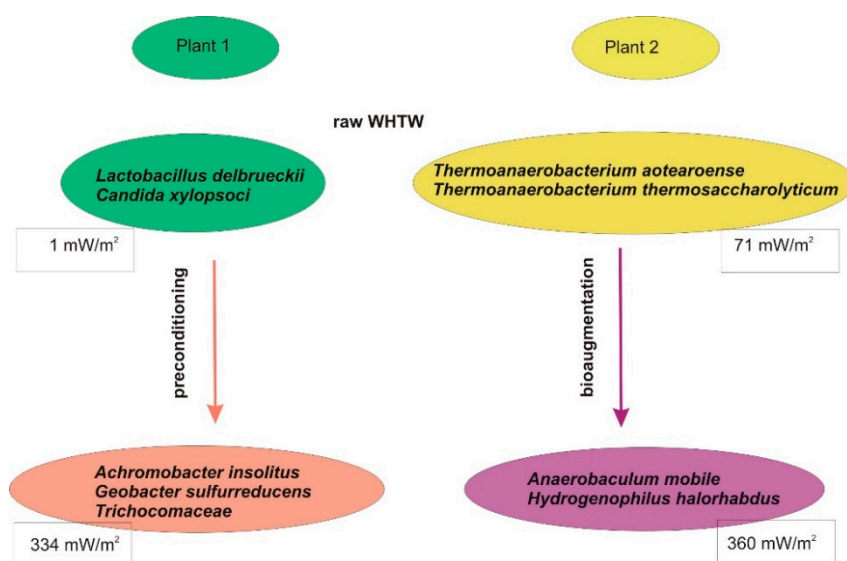 Plant 1
Plant 2
raw WHTW
Lactobacillus delbrueckii
Candida xylopsoci
Thermoanaerobacterium aotearoense
Thermoanaerobacterium thermosaccharolyticum
1 mW/m²
71 mW/m²
preconditioning
bioaugmentation
Achromobacter insolitus
Geobacter sulfurreducens
Trichocomaceae
Anaerobaculum mobile
Hydrogenophilus halorhabdus
334 mW/m²
360 mW/m²